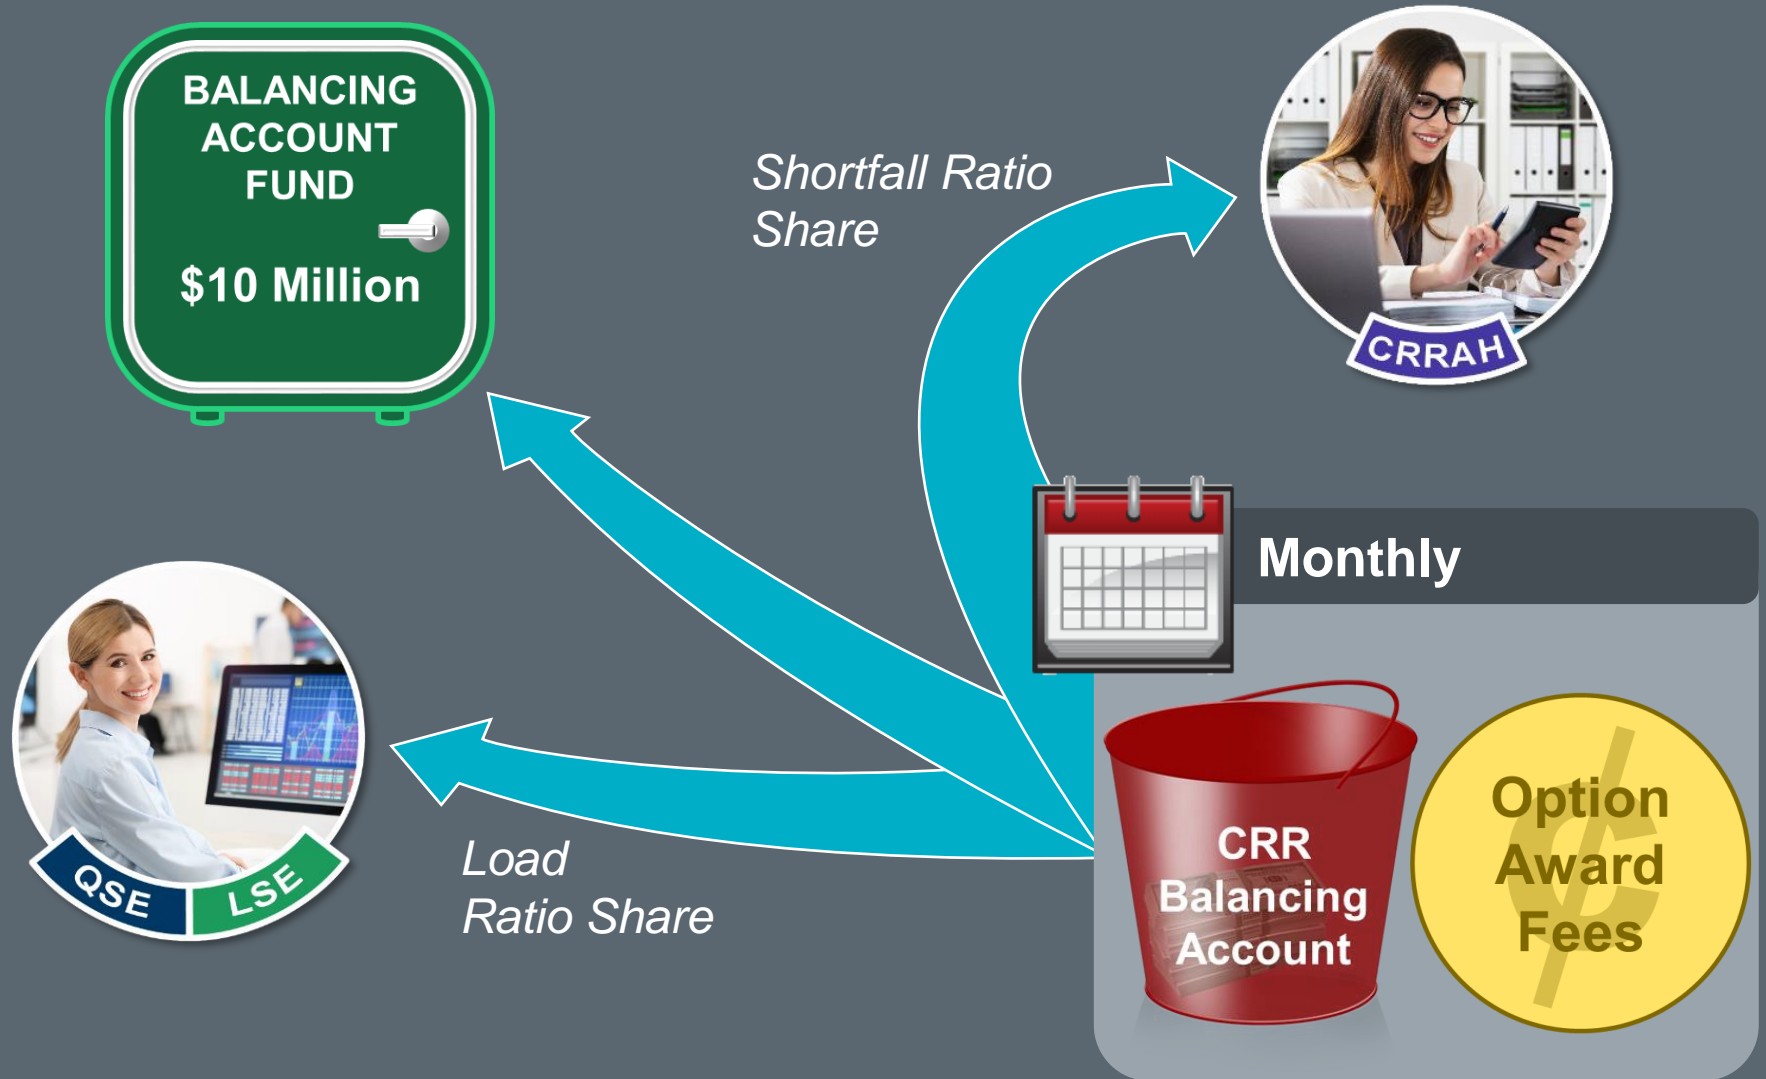 BALANCING
ACCOUNT
FUND
$10 Million
Shortfall Ratio
Share
CRRAH
Monthly
QSE
LSE
Load
Ratio Share
CRR
Balancing
Account
Option
Award
Fees